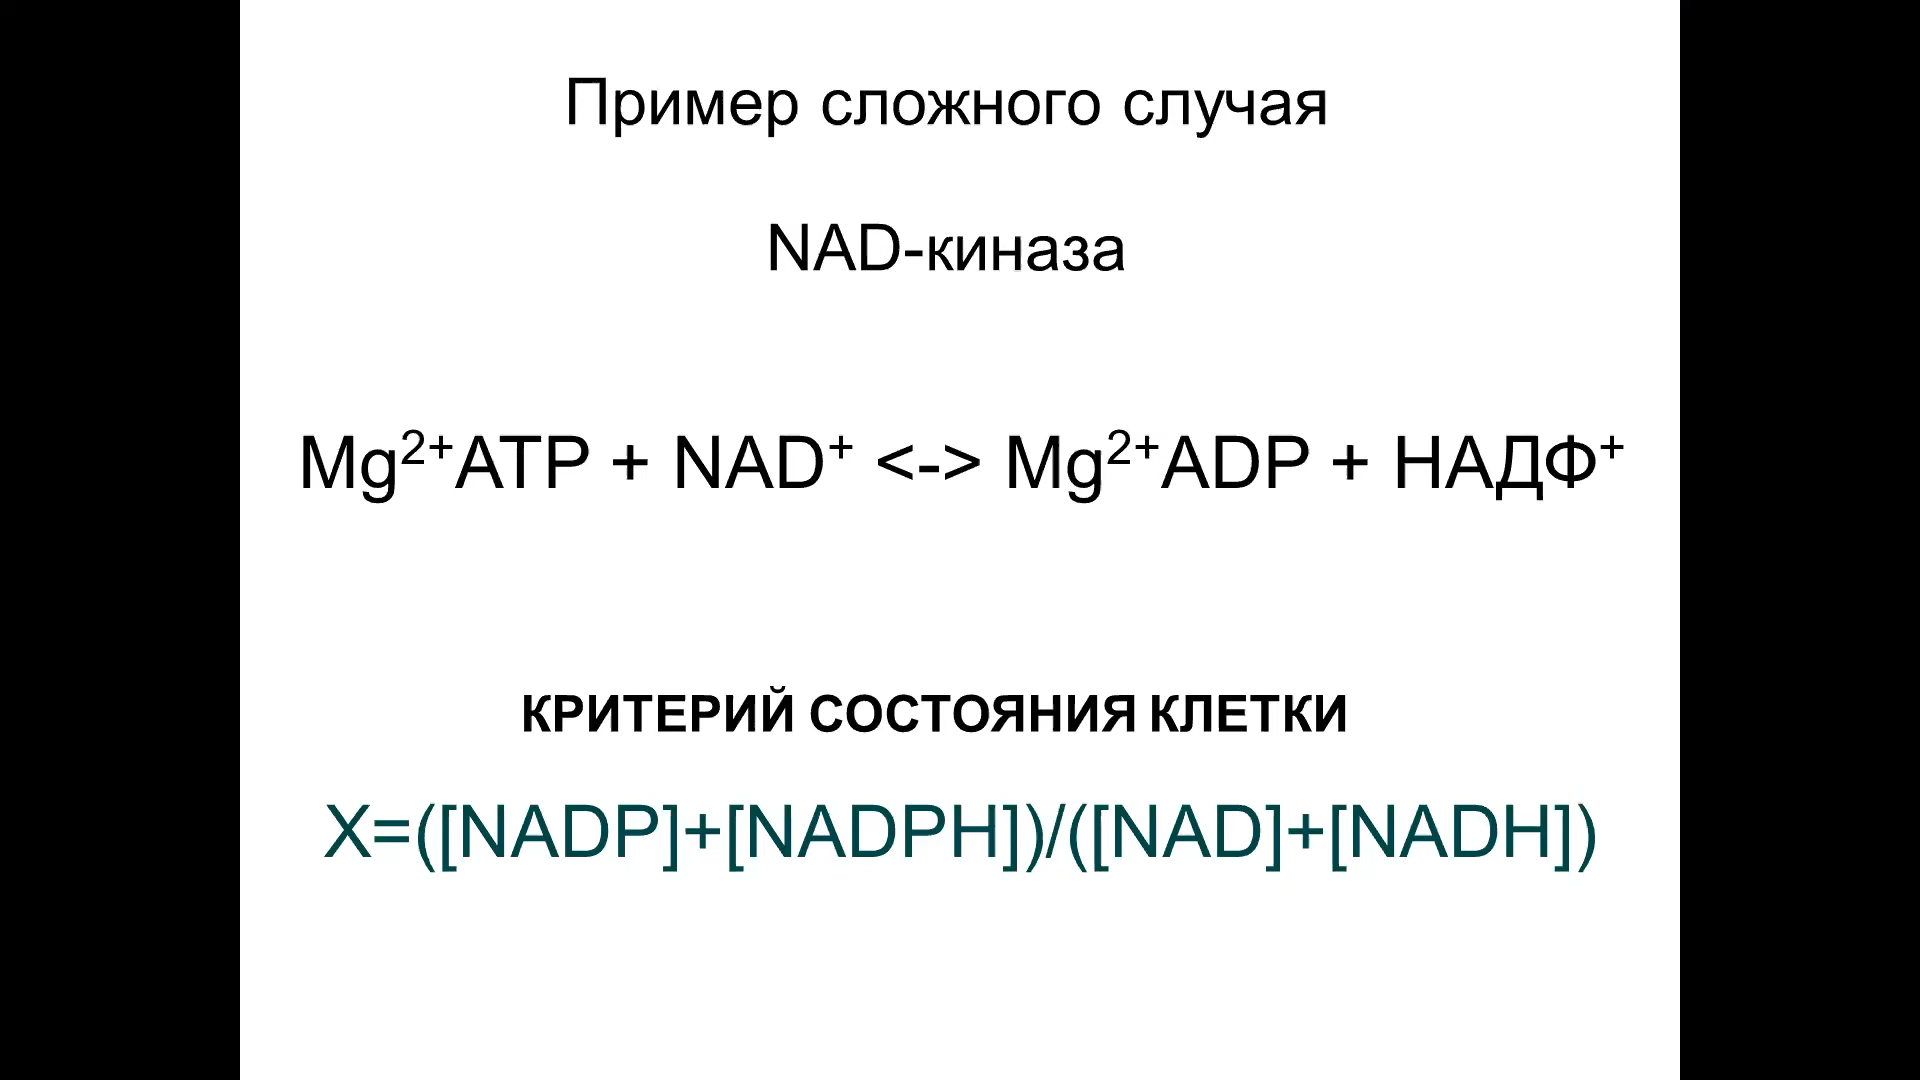 Пример сложного случая
NAD-киназа
Mg²⁺ATP + NAD⁺ <-> Mg²⁺ADP + НАДФ⁺
КРИТЕРИЙ СОСТОЯНИЯ КЛЕТКИ
X=([NADP]+[NADPH])/([NAD]+[NADH])